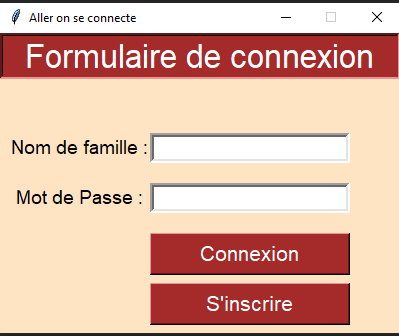 Aller on se connecte
Formulaire de connexion
Nom de famille :
Mot de Passe :
Connexion
S'inscrire